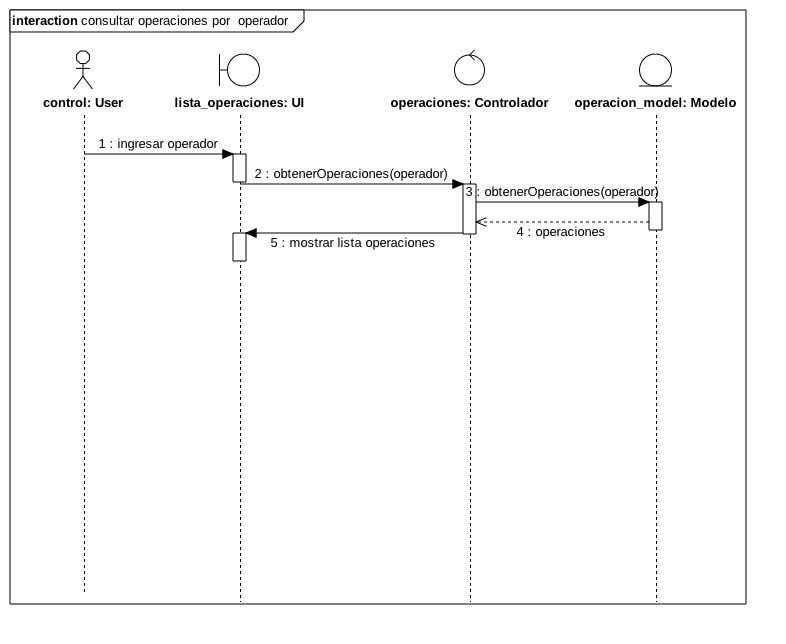 interaction consultar operaciones por  operador
control: User
lista_operaciones: UI
operaciones: Controlador
operacion_model: Modelo
1 : ingresar operador
2 : obtenerOperaciones(operador)
3 : obtenerOperaciones(operador)
4 : operaciones
5 : mostrar lista operaciones